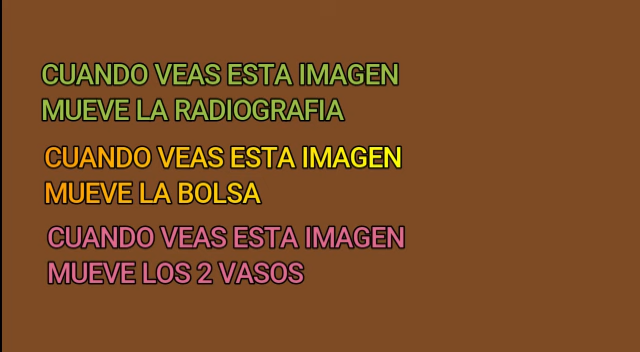 CUANDO VEAS ESTA IMAGEN
MUEVE LA RADIOGRAFIA
CUANDO VEAS ESTA IMAGEN
MUEVE LA BOLSA
CUANDO VEAS ESTA IMAGEN
MUEVE LOS 2 VASOS